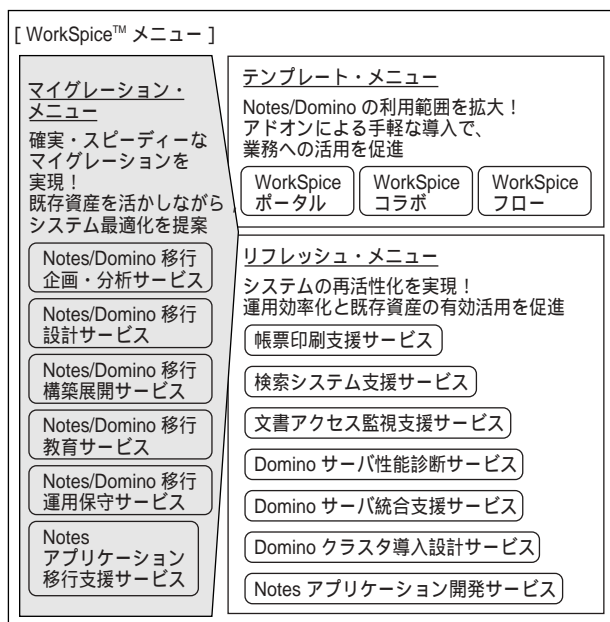 [ WorkSpice™ メニュー ]
マイグレーション・
メニュー
確実・スピーディーな
マイグレーションを
実現！
既存資産を活かしながら，
システム最適化を提案
Notes/Domino 移行
企画・分析サービス
Notes/Domino 移行
設計サービス
Notes/Domino 移行
構築展開サービス
Notes/Domino 移行
教育サービス
Notes/Domino 移行
運用保守サービス
Notes
アプリケーション
移行支援サービス
テンプレート・メニュー
Notes/Domino の利用範囲を拡大！
アドオンによる手軽な導入で、
業務への活用を促進
WorkSpice
ポータル
WorkSpice
コラボ
WorkSpice
フロー
リフレッシュ・メニュー
システムの再活性化を実現！
運用効率化と既存資産の有効活用を促進
帳票印刷支援サービス
検索システム支援サービス
文書アクセス監視支援サービス
Domino サーバ性能診断サービス
Domino サーバ統合支援サービス
Domino クラスタ導入設計サービス
Notes アプリケーション開発サービス